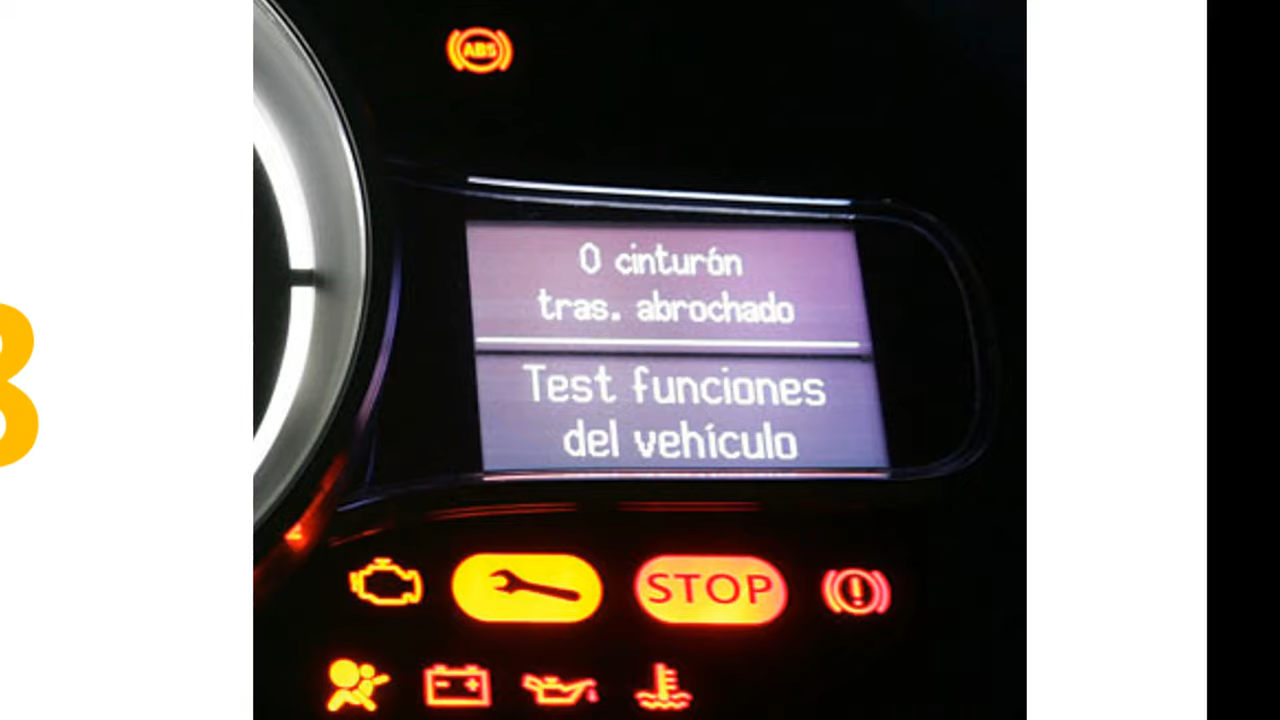 ABS
0 cinturón
tras. abrochado
Test funciones
del vehículo
STOP